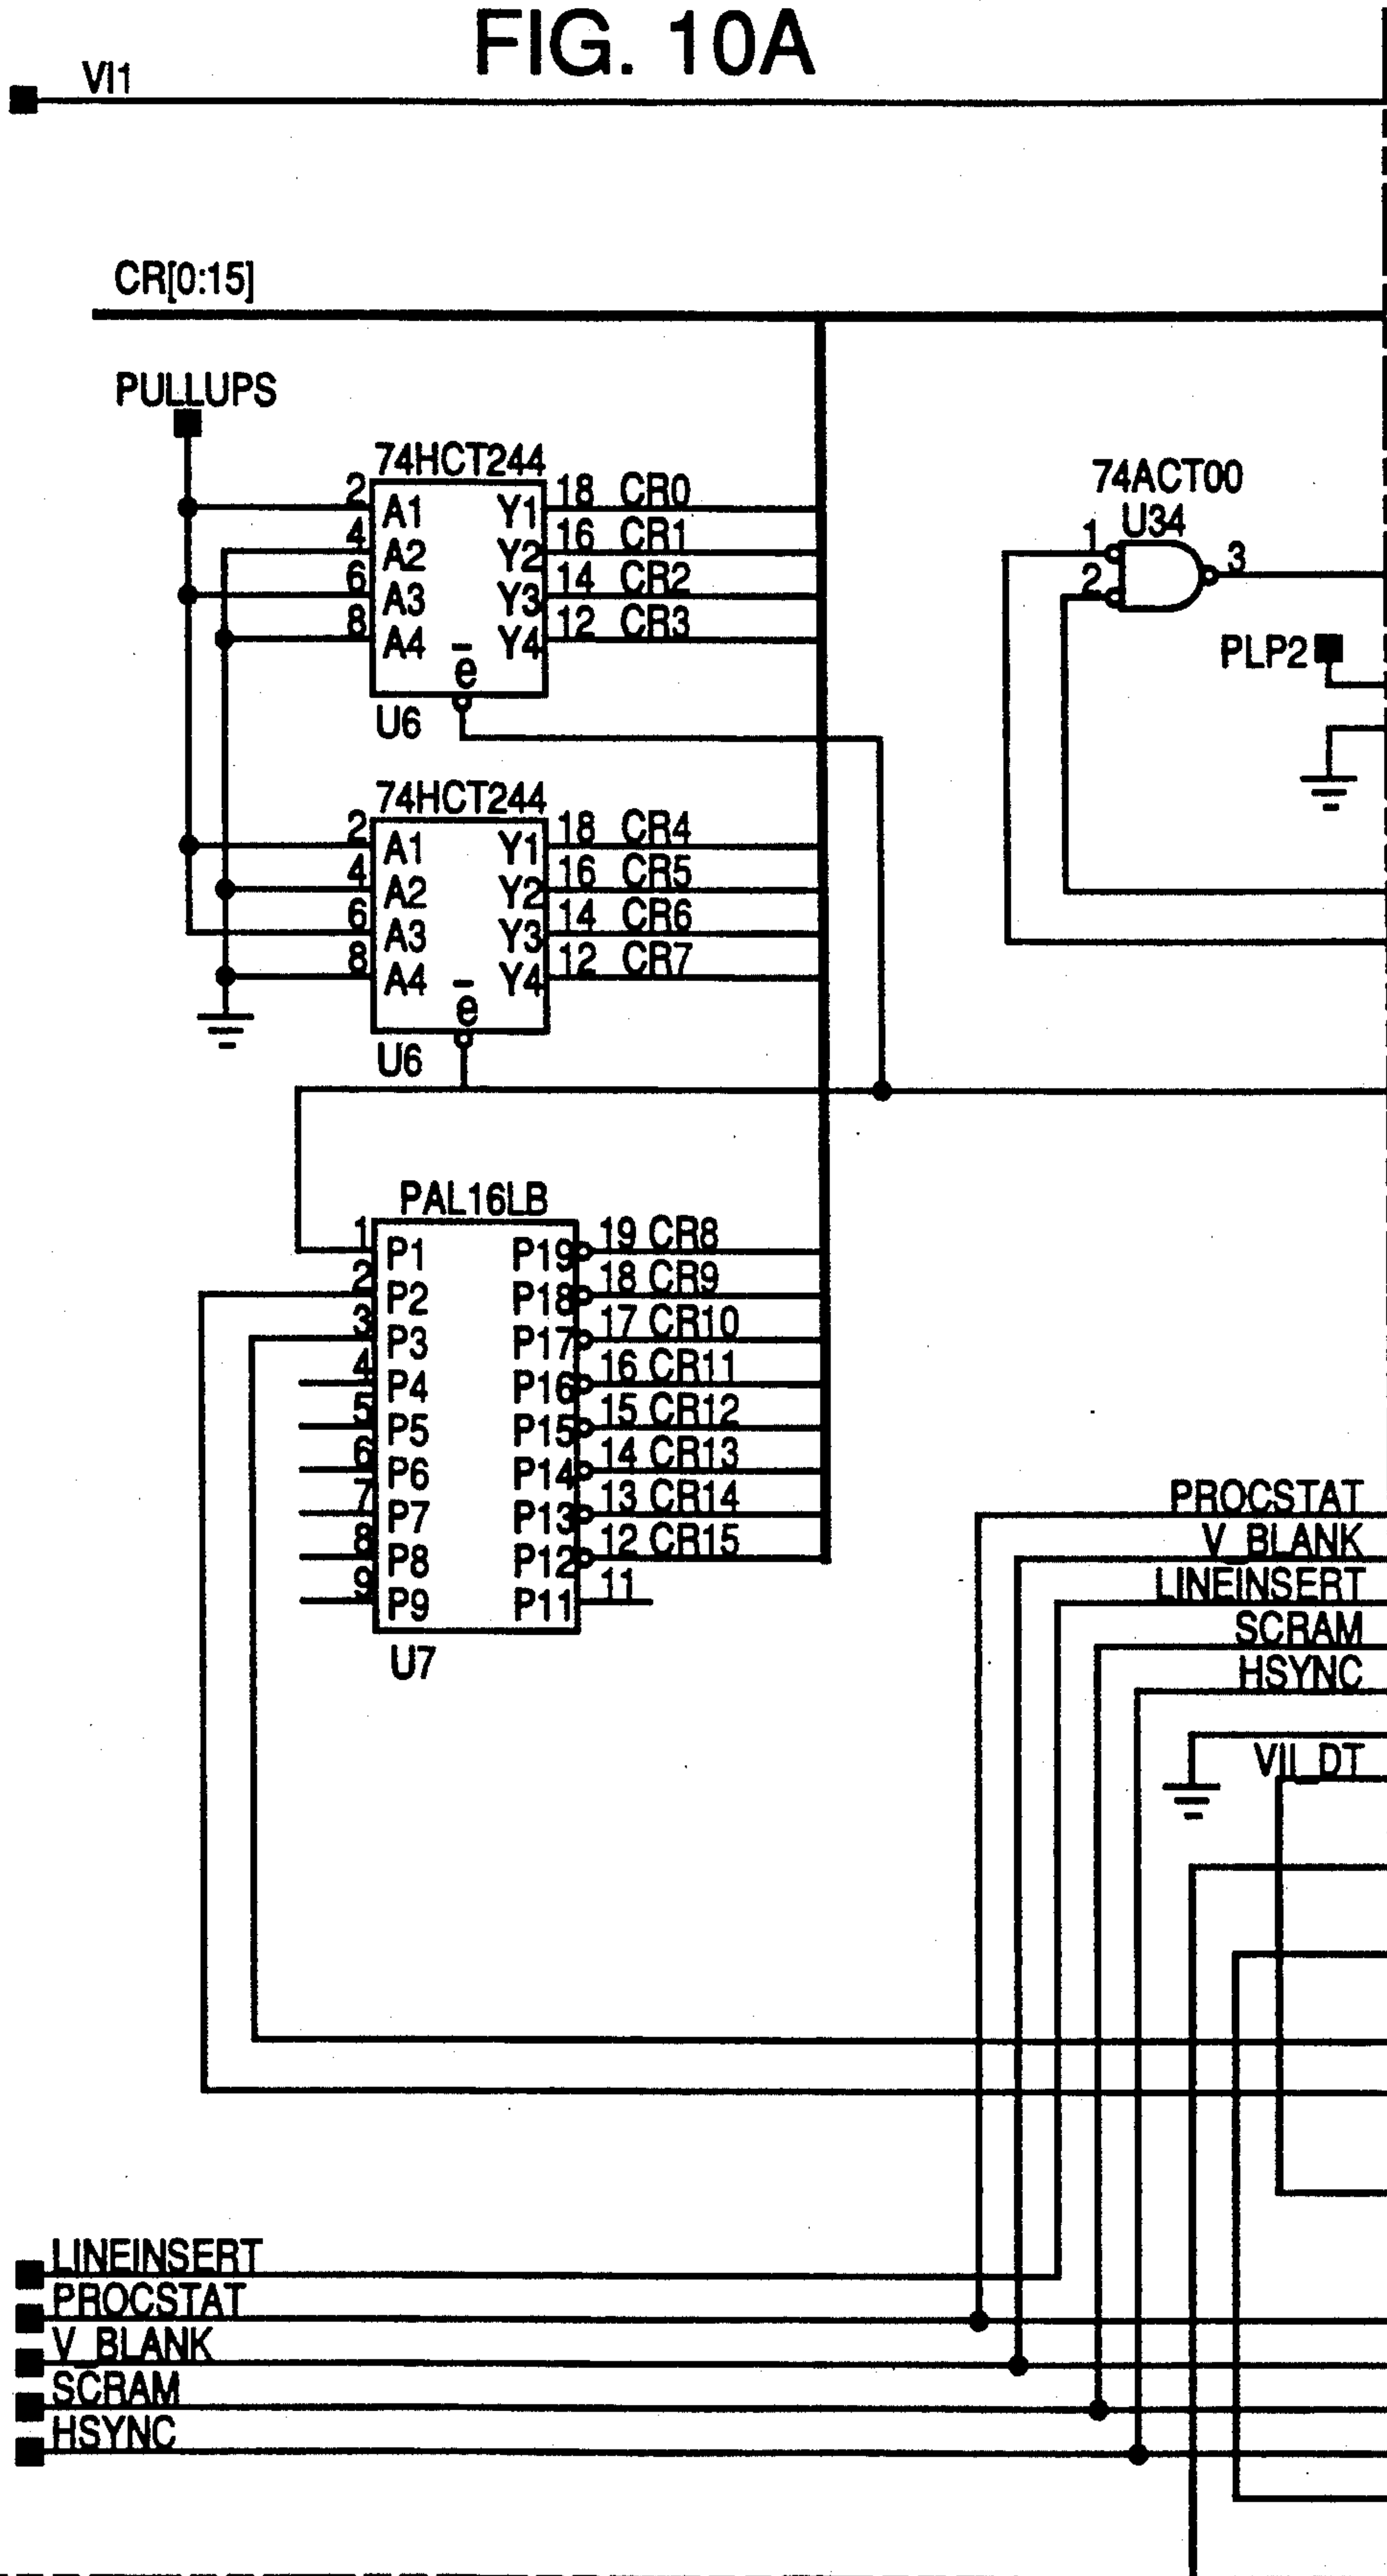 FIG. 10A
VI1
CR[0:15]
PULLUPS
74HCT244
2 A1 Y1 18 CR0
4 A2 Y2 16 CR1
6 A3 Y3 14 CR2
8 A4 Y4 12 CR3
e
U6
74ACT00
U34
1
2
3
PLP2
74HCT244
2 A1 Y1 18 CR4
4 A2 Y2 16 CR5
6 A3 Y3 14 CR6
8 A4 Y4 12 CR7
e
U6
PAL16LB
1 P1 P19 19 CR8
2 P2 P18 18 CR9
3 P3 P17 17 CR10
4 P4 P16 16 CR11
5 P5 P15 15 CR12
6 P6 P14 14 CR13
7 P7 P13 13 CR14
8 P8 P12 12 CR15
9 P9 P11 11
U7
PROCSTAT
V_BLANK
LINEINSERT
SCRAM
HSYNC
VII_DT
LINEINSERT
PROCSTAT
V_BLANK
SCRAM
HSYNC